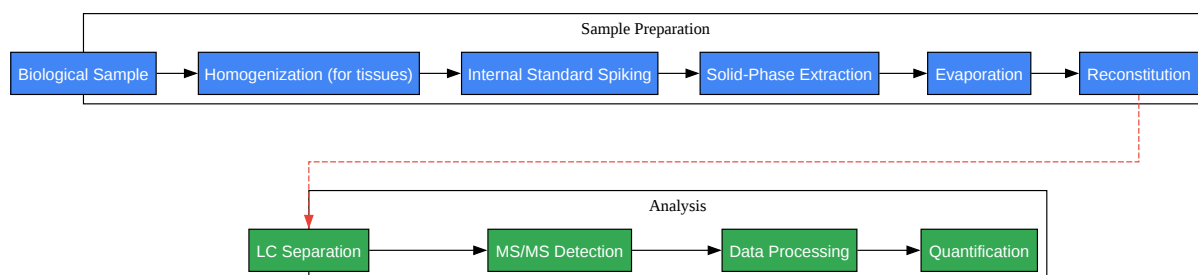 Sample Preparation
Biological Sample
Homogenization (for tissues)
Internal Standard Spiking
Solid-Phase Extraction
Evaporation
Reconstitution
Analysis
LC Separation
MS/MS Detection
Data Processing
Quantification